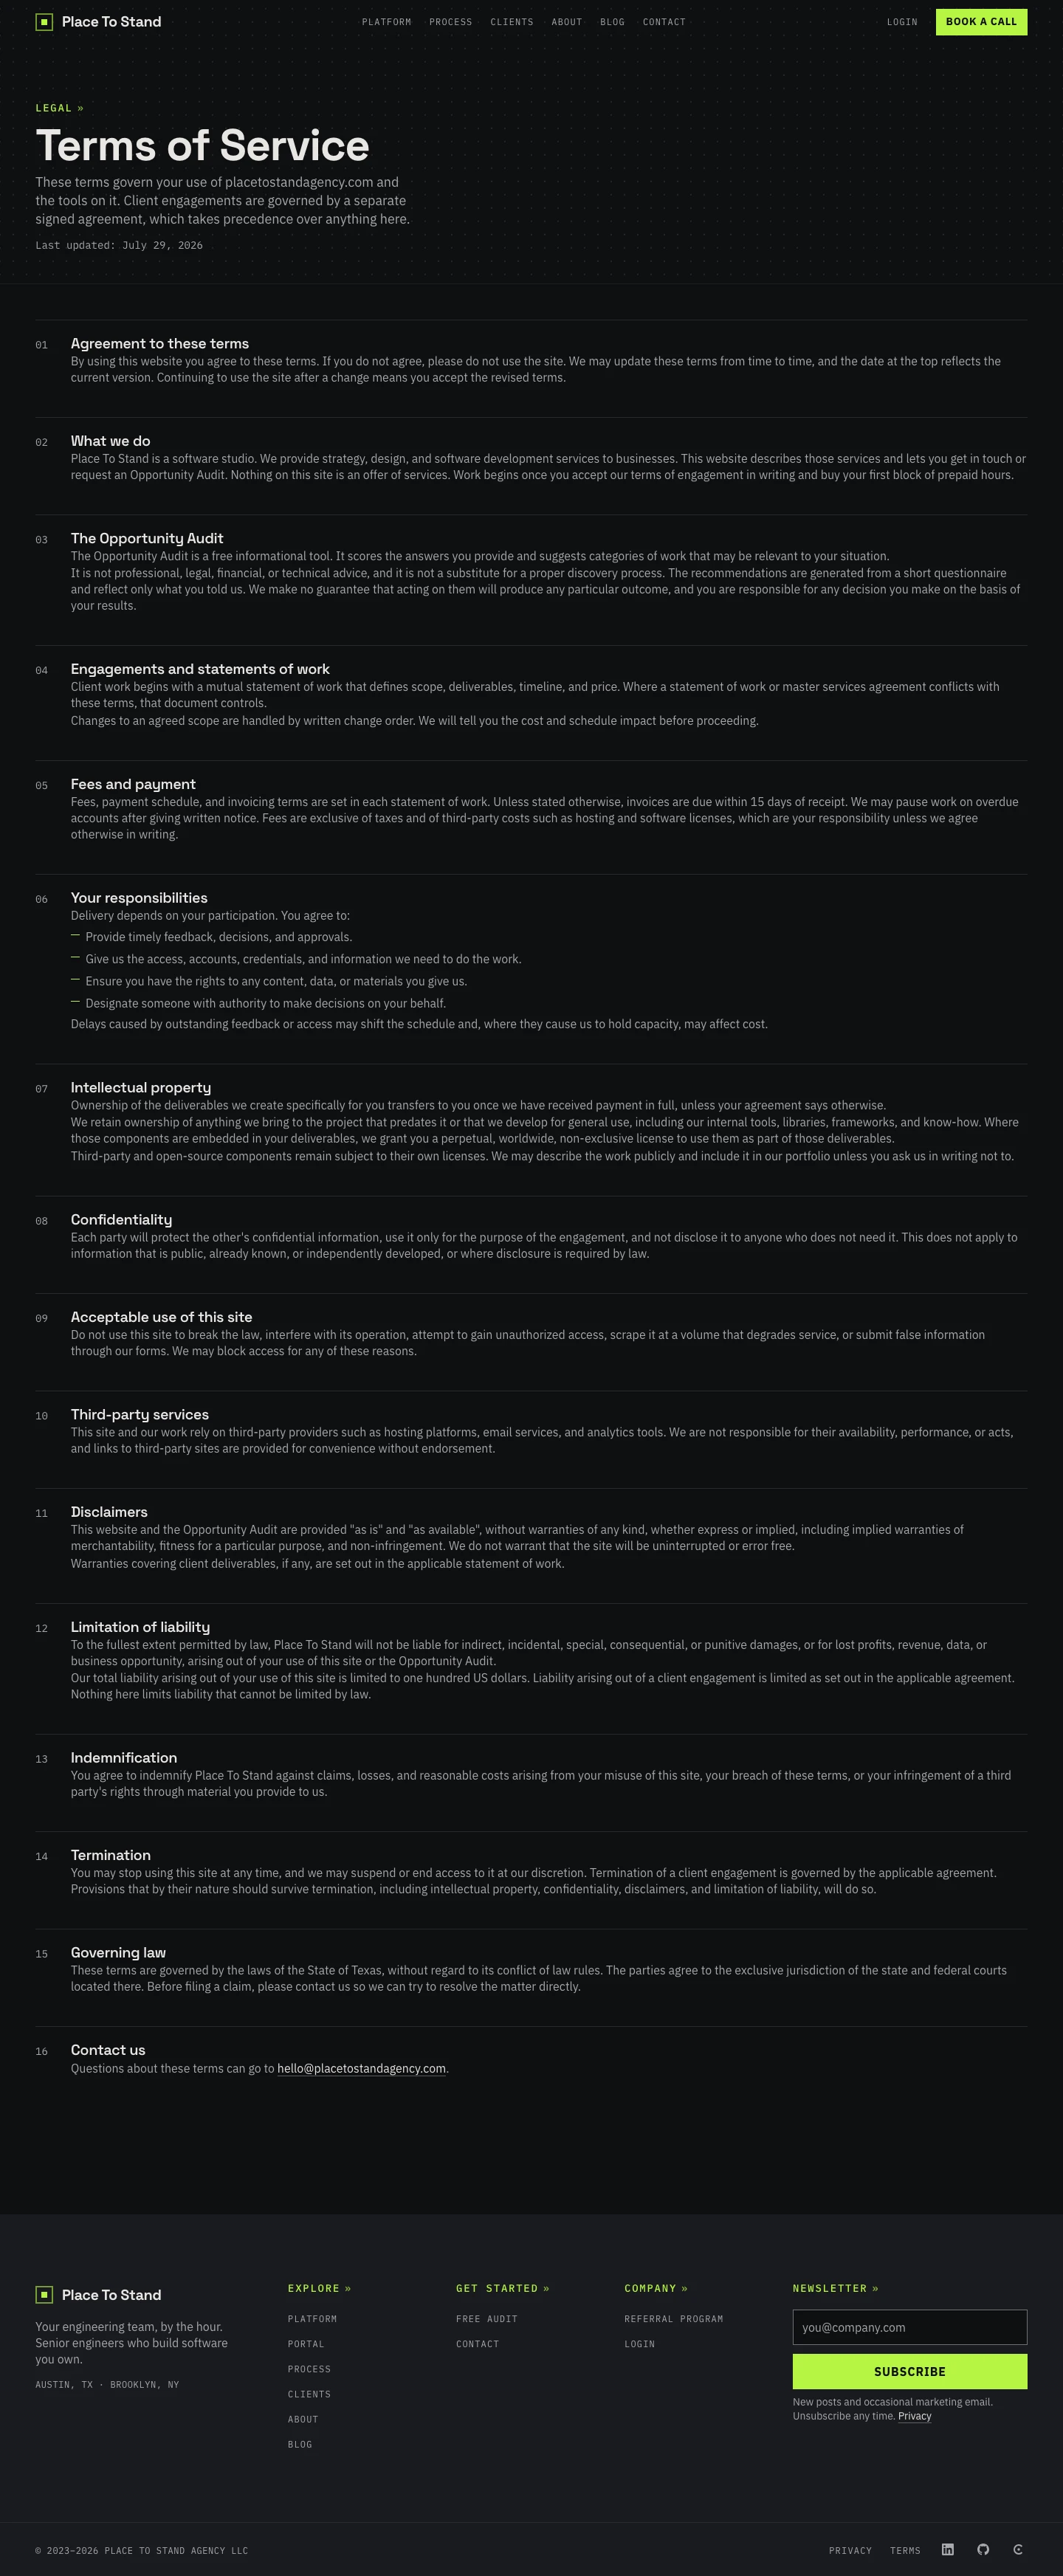 Place To Stand
PLATFORM PROCESS CLIENTS ABOUT BLOG CONTACT
LOGIN
BOOK A CALL
LEGAL »
Terms of Service
These terms govern your use of placetostandagency.com and
the tools on it. Client engagements are governed by a separate
signed agreement, which takes precedence over anything here.
Last updated: July 29, 2026
01
Agreement to these terms
By using this website you agree to these terms. If you do not agree, please do not use the site. We may update these terms from time to time, and the date at the top reflects the
current version. Continuing to use the site after a change means you accept the revised terms.
02
What we do
Place To Stand is a software studio. We provide strategy, design, and software development services to businesses. This website describes those services and lets you get in touch or
request an Opportunity Audit. Nothing on this site is an offer of services. Work begins once you accept our terms of engagement in writing and buy your first block of prepaid hours.
03
The Opportunity Audit
The Opportunity Audit is a free informational tool. It scores the answers you provide and suggests categories of work that may be relevant to your situation.
It is not professional, legal, financial, or technical advice, and it is not a substitute for a proper discovery process. The recommendations are generated from a short questionnaire
and reflect only what you told us. We make no guarantee that acting on them will produce any particular outcome, and you are responsible for any decision you make on the basis of
your results.
04
Engagements and statements of work
Client work begins with a mutual statement of work that defines scope, deliverables, timeline, and price. Where a statement of work or master services agreement conflicts with
these terms, that document controls.
Changes to an agreed scope are handled by written change order. We will tell you the cost and schedule impact before proceeding.
05
Fees and payment
Fees, payment schedule, and invoicing terms are set in each statement of work. Unless stated otherwise, invoices are due within 15 days of receipt. We may pause work on overdue
accounts after giving written notice. Fees are exclusive of taxes and of third-party costs such as hosting and software licenses, which are your responsibility unless we agree
otherwise in writing.
06
Your responsibilities
Delivery depends on your participation. You agree to:
— Provide timely feedback, decisions, and approvals.
— Give us the access, accounts, credentials, and information we need to do the work.
— Ensure you have the rights to any content, data, or materials you give us.
— Designate someone with authority to make decisions on your behalf.
Delays caused by outstanding feedback or access may shift the schedule and, where they cause us to hold capacity, may affect cost.
07
Intellectual property
Ownership of the deliverables we create specifically for you transfers to you once we have received payment in full, unless your agreement says otherwise.
We retain ownership of anything we bring to the project that predates it or that we develop for general use, including our internal tools, libraries, frameworks, and know-how. Where
those components are embedded in your deliverables, we grant you a perpetual, worldwide, non-exclusive license to use them as part of those deliverables.
Third-party and open-source components remain subject to their own licenses. We may describe the work publicly and include it in our portfolio unless you ask us in writing not to.
08
Confidentiality
Each party will protect the other's confidential information, use it only for the purpose of the engagement, and not disclose it to anyone who does not need it. This does not apply to
information that is public, already known, or independently developed, or where disclosure is required by law.
09
Acceptable use of this site
Do not use this site to break the law, interfere with its operation, attempt to gain unauthorized access, scrape it at a volume that degrades service, or submit false information
through our forms. We may block access for any of these reasons.
10
Third-party services
This site and our work rely on third-party providers such as hosting platforms, email services, and analytics tools. We are not responsible for their availability, performance, or acts,
and links to third-party sites are provided for convenience without endorsement.
11
Disclaimers
This website and the Opportunity Audit are provided "as is" and "as available", without warranties of any kind, whether express or implied, including implied warranties of
merchantability, fitness for a particular purpose, and non-infringement. We do not warrant that the site will be uninterrupted or error free.
Warranties covering client deliverables, if any, are set out in the applicable statement of work.
12
Limitation of liability
To the fullest extent permitted by law, Place To Stand will not be liable for indirect, incidental, special, consequential, or punitive damages, or for lost profits, revenue, data, or
business opportunity, arising out of your use of this site or the Opportunity Audit.
Our total liability arising out of your use of this site is limited to one hundred US dollars. Liability arising out of a client engagement is limited as set out in the applicable agreement.
Nothing here limits liability that cannot be limited by law.
13
Indemnification
You agree to indemnify Place To Stand against claims, losses, and reasonable costs arising from your misuse of this site, your breach of these terms, or your infringement of a third
party's rights through material you provide to us.
14
Termination
You may stop using this site at any time, and we may suspend or end access to it at our discretion. Termination of a client engagement is governed by the applicable agreement.
Provisions that by their nature should survive termination, including intellectual property, confidentiality, disclaimers, and limitation of liability, will do so.
15
Governing law
These terms are governed by the laws of the State of Texas, without regard to its conflict of law rules. The parties agree to the exclusive jurisdiction of the state and federal courts
located there. Before filing a claim, please contact us so we can try to resolve the matter directly.
16
Contact us
Questions about these terms can go to hello@placetostandagency.com.
Place To Stand
Your engineering team, by the hour.
Senior engineers who build software
you own.
AUSTIN, TX · BROOKLYN, NY
EXPLORE »
PLATFORM
PORTAL
PROCESS
CLIENTS
ABOUT
BLOG
GET STARTED »
FREE AUDIT
CONTACT
COMPANY »
REFERRAL PROGRAM
LOGIN
NEWSLETTER »
you@company.com
SUBSCRIBE
New posts and occasional marketing email.
Unsubscribe any time. Privacy
© 2023–2026 PLACE TO STAND AGENCY LLC
PRIVACY TERMS